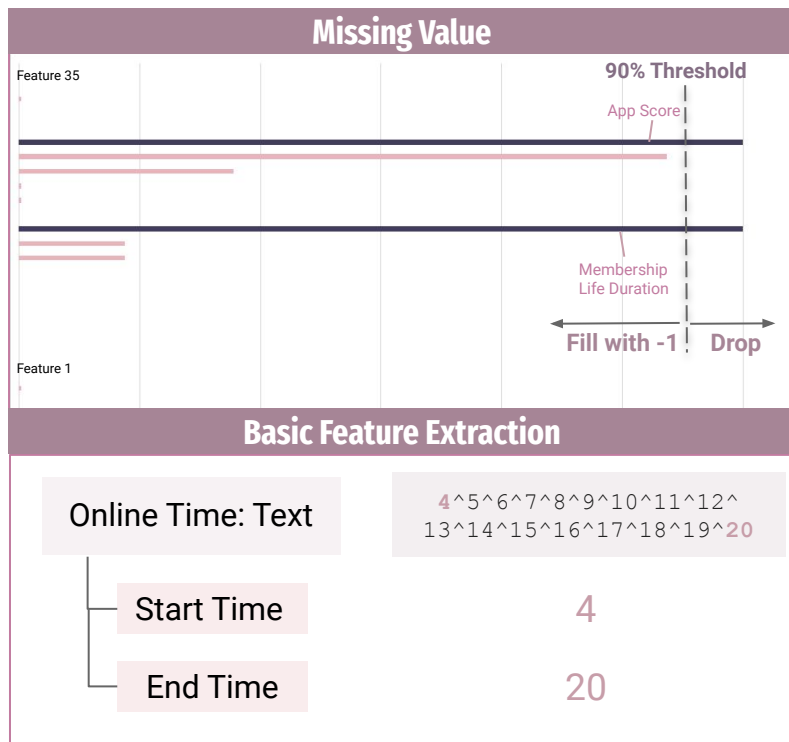 Missing Value
Feature 35
90% Threshold
App Score
Membership
Life Duration
Fill with -1
Drop
Feature 1
Basic Feature Extraction
Online Time: Text
4^5^6^7^8^9^10^11^12^
13^14^15^16^17^18^19^20
Start Time
4
End Time
20